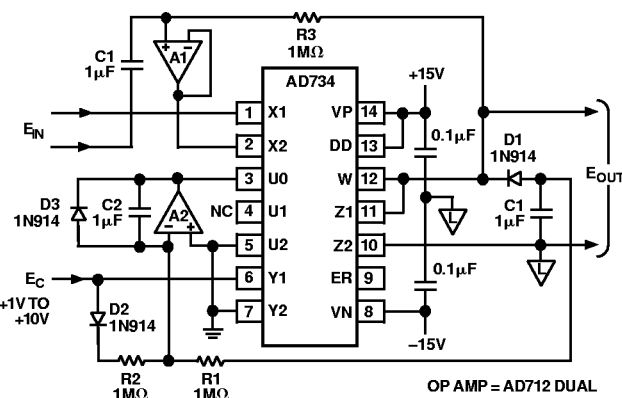 R3
1MΩ
C1
1µF
A1
AD734
+15V
EIN
1 X1 VP 14
2 X2 DD 13
3 U0 W 12
4 U1 Z1 11
5 U2 Z2 10
6 Y1 ER 9
7 Y2 VN 8
NC
0.1µF
D1
1N914
EOUT
D3
1N914
C2
1µF
A2
C1
1µF
L
L
0.1µF
EC
+1V TO
+10V
D2
1N914
–15V
R2
1MΩ
R1
1MΩ
OP AMP = AD712 DUAL